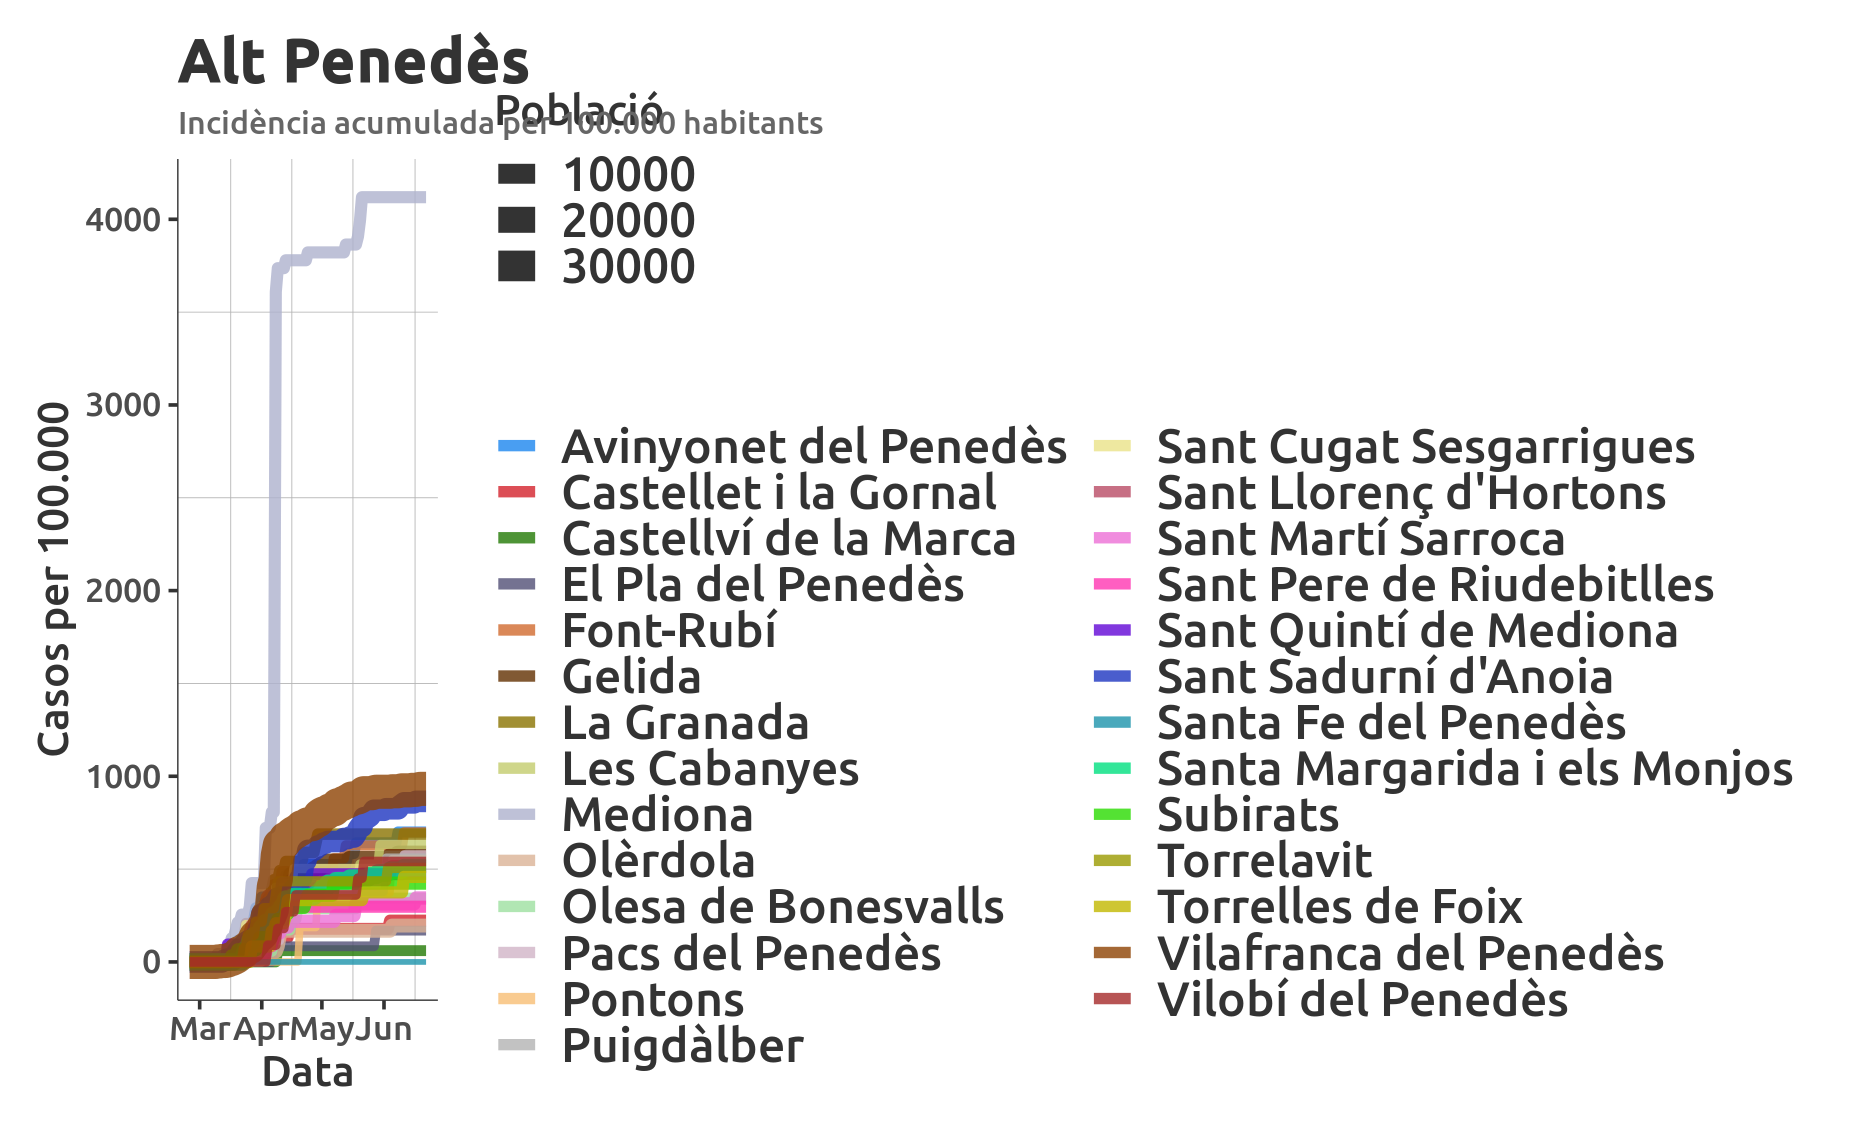 Alt Penedès
Incidència acumulada per 100.000 habitants
Població
10000
20000
30000
4000
3000
2000
1000
0
Casos per 100.000
Mar Apr May Jun
Data
Avinyonet del Penedès
Castellet i la Gornal
Castellví de la Marca
El Pla del Penedès
Font-Rubí
Gelida
La Granada
Les Cabanyes
Mediona
Olèrdola
Olesa de Bonesvalls
Pacs del Penedès
Pontons
Puigdàlber
Sant Cugat Sesgarrigues
Sant Llorenç d'Hortons
Sant Martí Sarroca
Sant Pere de Riudebitlles
Sant Quintí de Mediona
Sant Sadurní d'Anoia
Santa Fe del Penedès
Santa Margarida i els Monjos
Subirats
Torrelavit
Torrelles de Foix
Vilafranca del Penedès
Vilobí del Penedès